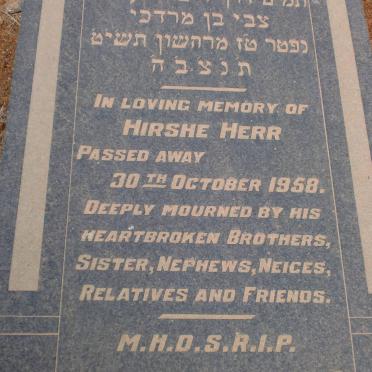 צבי בן מרדכי
נפטר טז מרחשון תשיט
ת נ צ ב ה
IN LOVING MEMORY OF
HIRSHE HERR
PASSED AWAY
30TH OCTOBER 1958.
DEEPLY MOURNED BY HIS
HEARTBROKEN BROTHERS,
SISTER, NEPHEWS, NEICES,
RELATIVES AND FRIENDS.
M.H.D.S.R.I.P.